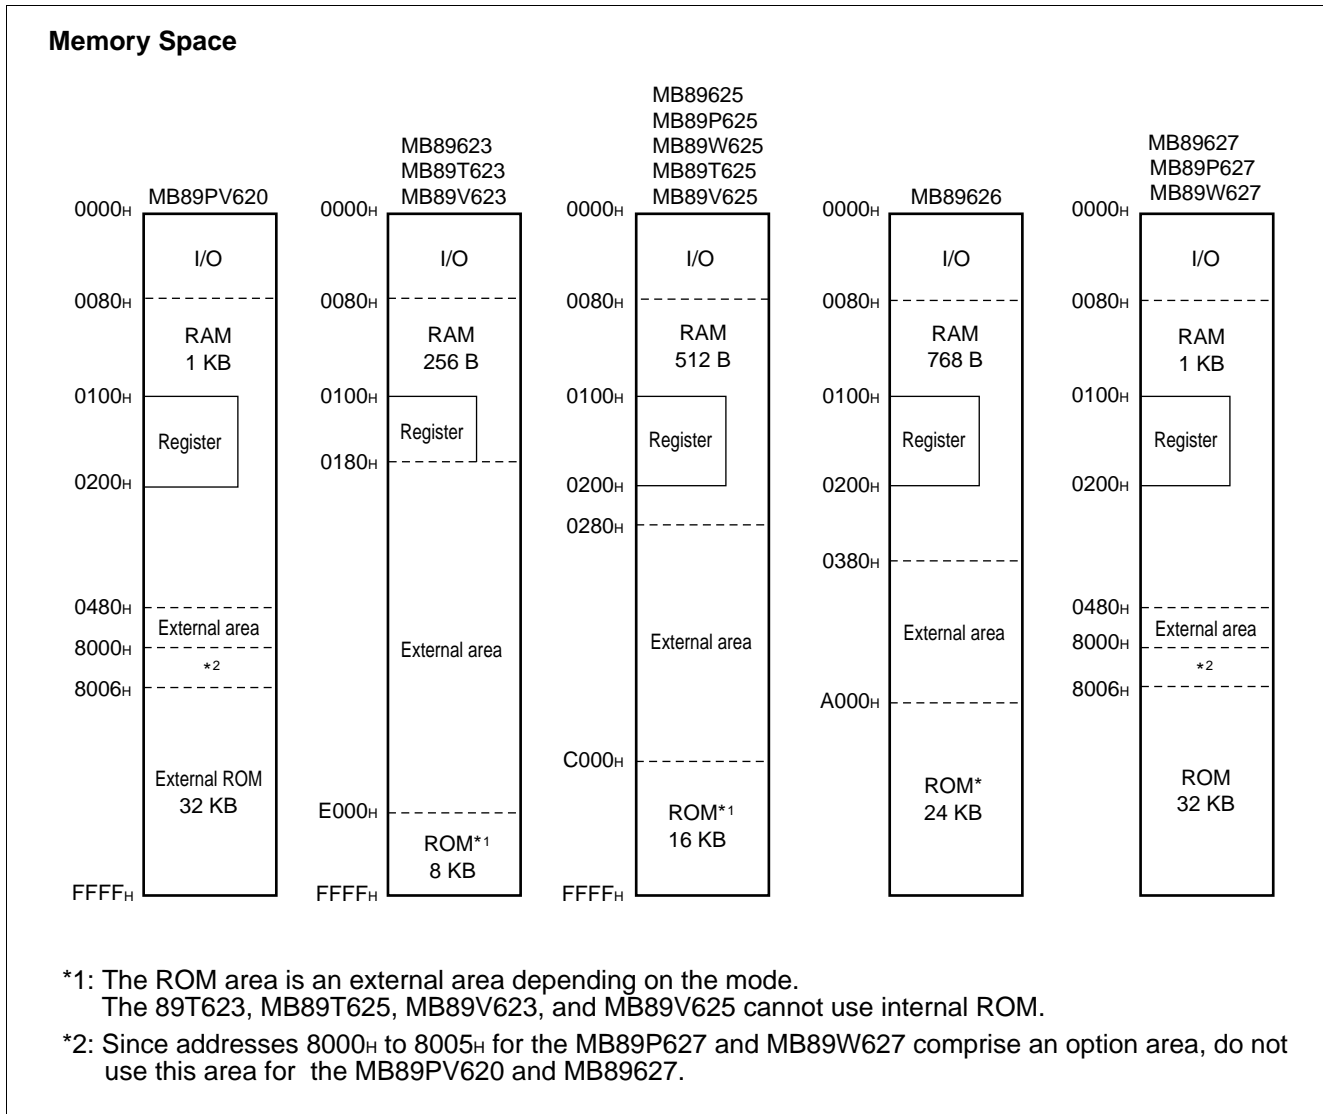 Memory Space
MB89PV620
0000H
I/O
0080H
RAM
1 KB
0100H
Register
0200H
0480H
External area
8000H
*2
8006H
External ROM
32 KB
FFFFH
MB89623
MB89T623
MB89V623
0000H
I/O
0080H
RAM
256 B
0100H
Register
0180H
External area
E000H
ROM*1
8 KB
FFFFH
MB89625
MB89P625
MB89W625
MB89T625
MB89V625
0000H
I/O
0080H
RAM
512 B
0100H
Register
0200H
0280H
External area
C000H
ROM*1
16 KB
FFFFH
MB89626
0000H
I/O
0080H
RAM
768 B
0100H
Register
0200H
0380H
External area
A000H
ROM*
24 KB
MB89627
MB89P627
MB89W627
0000H
I/O
0080H
RAM
1 KB
0100H
Register
0200H
0480H
External area
8000H
*2
8006H
ROM
32 KB
*1: The ROM area is an external area depending on the mode.
The 89T623, MB89T625, MB89V623, and MB89V625 cannot use internal ROM.
*2: Since addresses 8000H to 8005H for the MB89P627 and MB89W627 comprise an option area, do not
use this area for the MB89PV620 and MB89627.